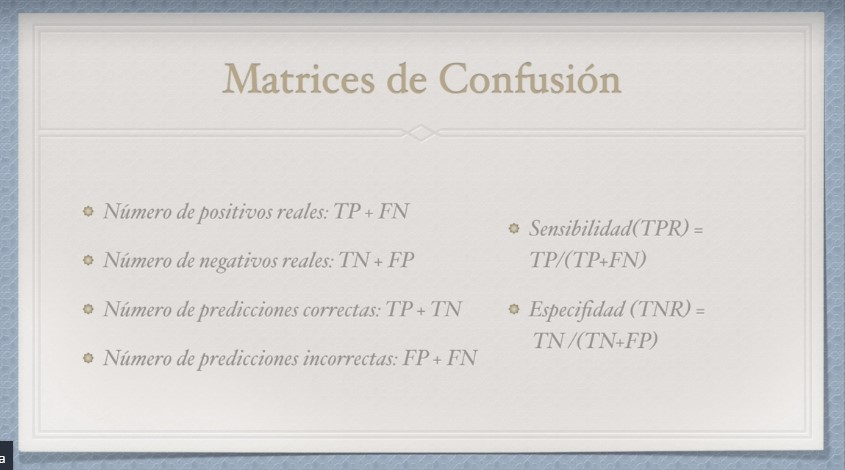 Matrices de Confusión
Número de positivos reales: TP + FN
Número de negativos reales: TN + FP
Número de predicciones correctas: TP + TN
Número de predicciones incorrectas: FP + FN
Sensibilidad(TPR) =
TP/(TP+FN)
Especifidad (TNR) =
TN /(TN+FP)
a